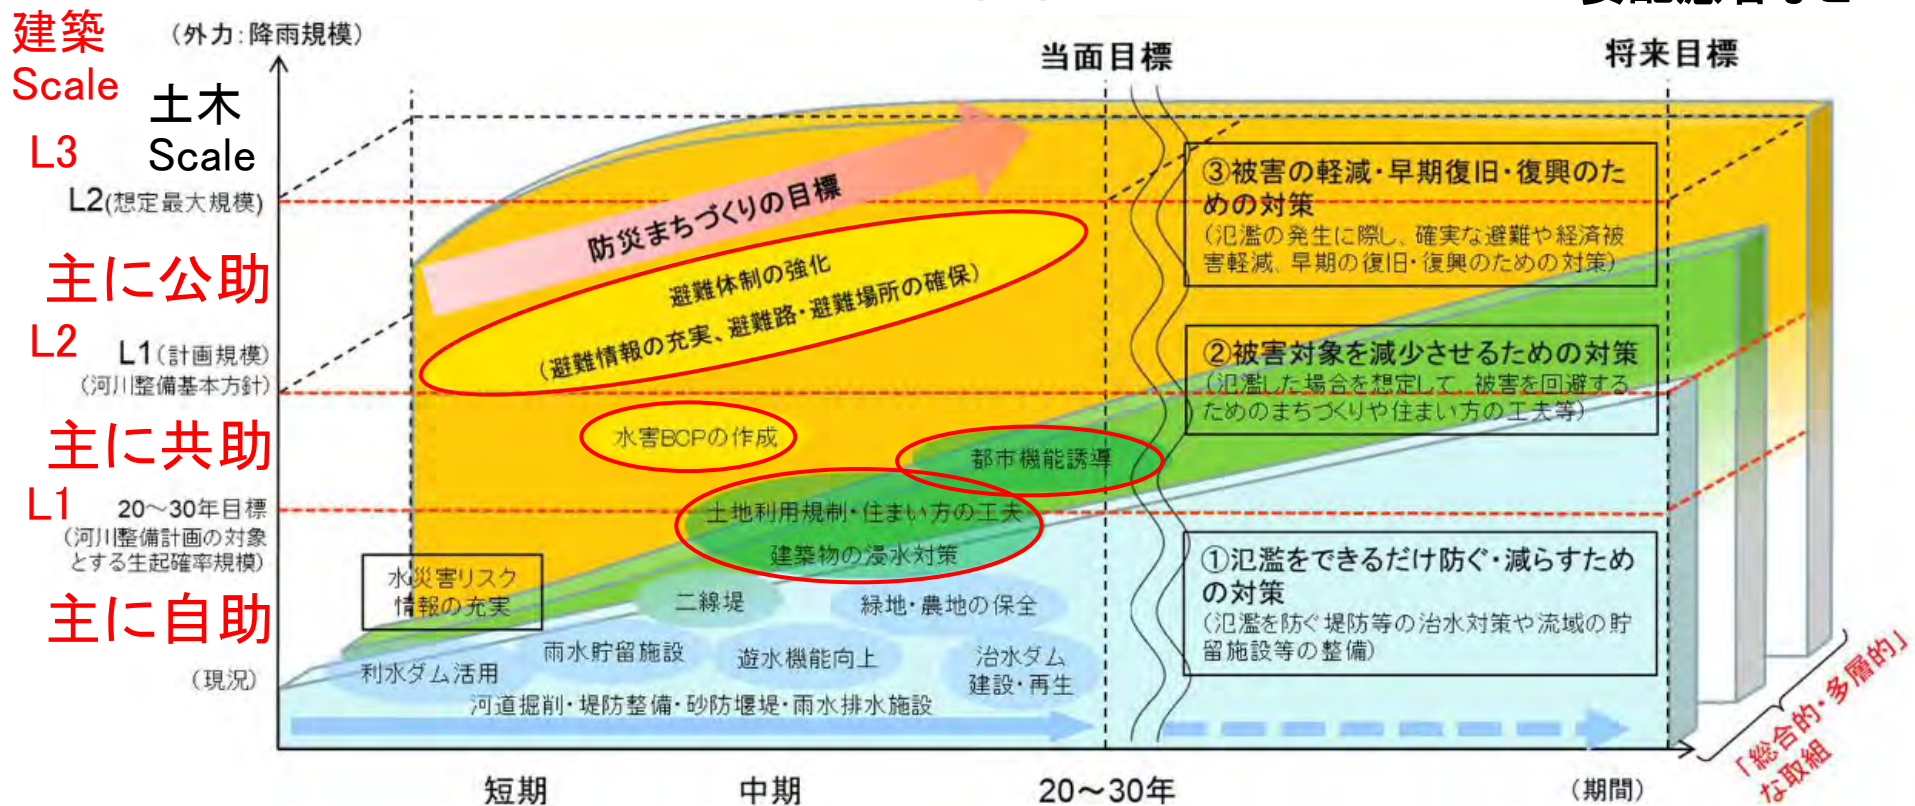 建築
Scale
(外力:降雨規模)
土木
Scale
当面目標
将来目標
L3
L2(想定最大規模)
主に公助
L2
L1(計画規模)
(河川整備基本方針)
主に共助
L1
20~30年目標
(河川整備計画の対象
とする生起確率規模)
主に自助
(現況)
防災まちづくりの目標
避難体制の強化
(避難情報の充実、避難路・避難場所の確保)
水害BCPの作成
都市機能誘導
土地利用規制・住まい方の工夫
建築物の浸水対策
水災害リスク
情報の充実
二線堤
緑地・農地の保全
利水ダム活用
雨水貯留施設
遊水機能向上
治水ダム
建設・再生
河道掘削・堤防整備・砂防堰堤・雨水排水施設
③被害の軽減・早期復旧・復興のた
めの対策
(氾濫の発生に際し、確実な避難や経済被
害軽減、早期の復旧・復興のための対策)
②被害対象を減少させるための対策
(氾濫した場合を想定して、被害を回避する
ためのまちづくりや住まい方の工夫等)
①氾濫をできるだけ防ぐ・減らすため
の対策
(氾濫を防ぐ堤防等の治水対策や流域の貯
留施設等の整備)
「総合的・多層的」
な取組
短期
中期
20~30年
(期間)